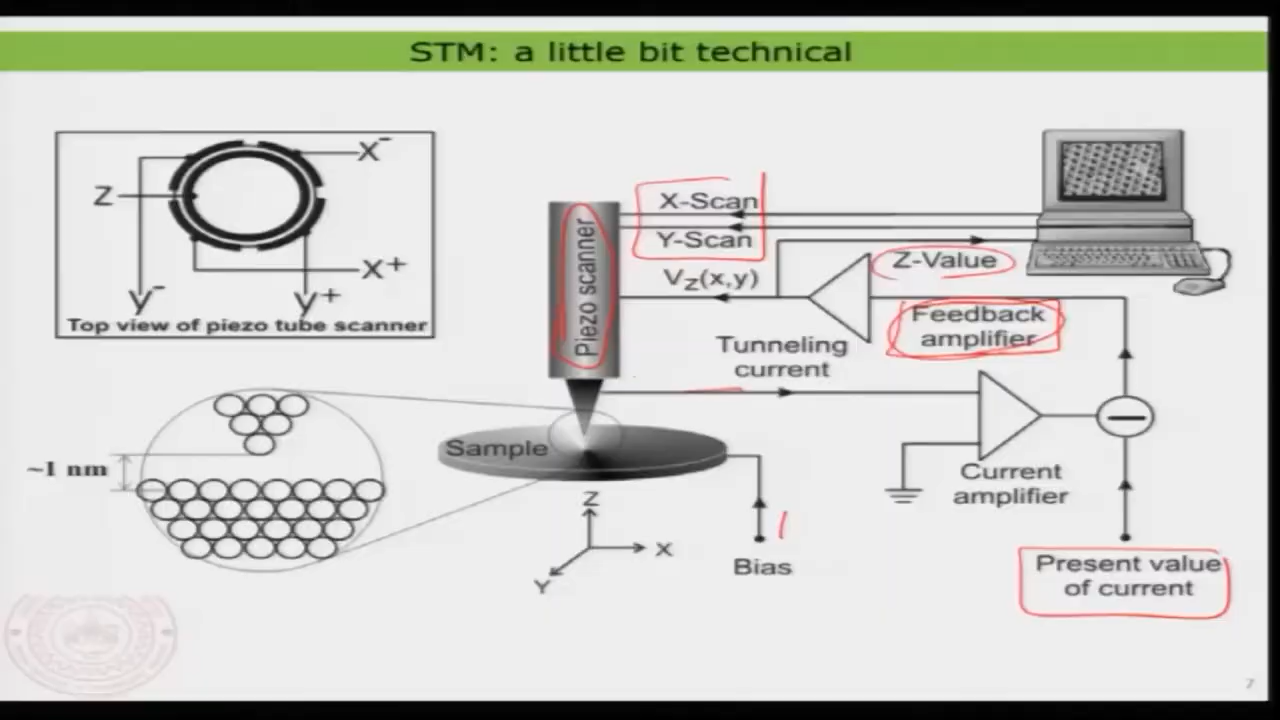 STM: a little bit technical
X⁻
Z
X⁺
y⁻
y⁺
Top view of piezo tube scanner
Piezo scanner
X-Scan
Y-Scan
Vz(x,y)
Z-Value
Feedback
amplifier
Tunneling
current
Sample
~1 nm
Current
amplifier
Z
X
Y
Bias
Present value
of current
7